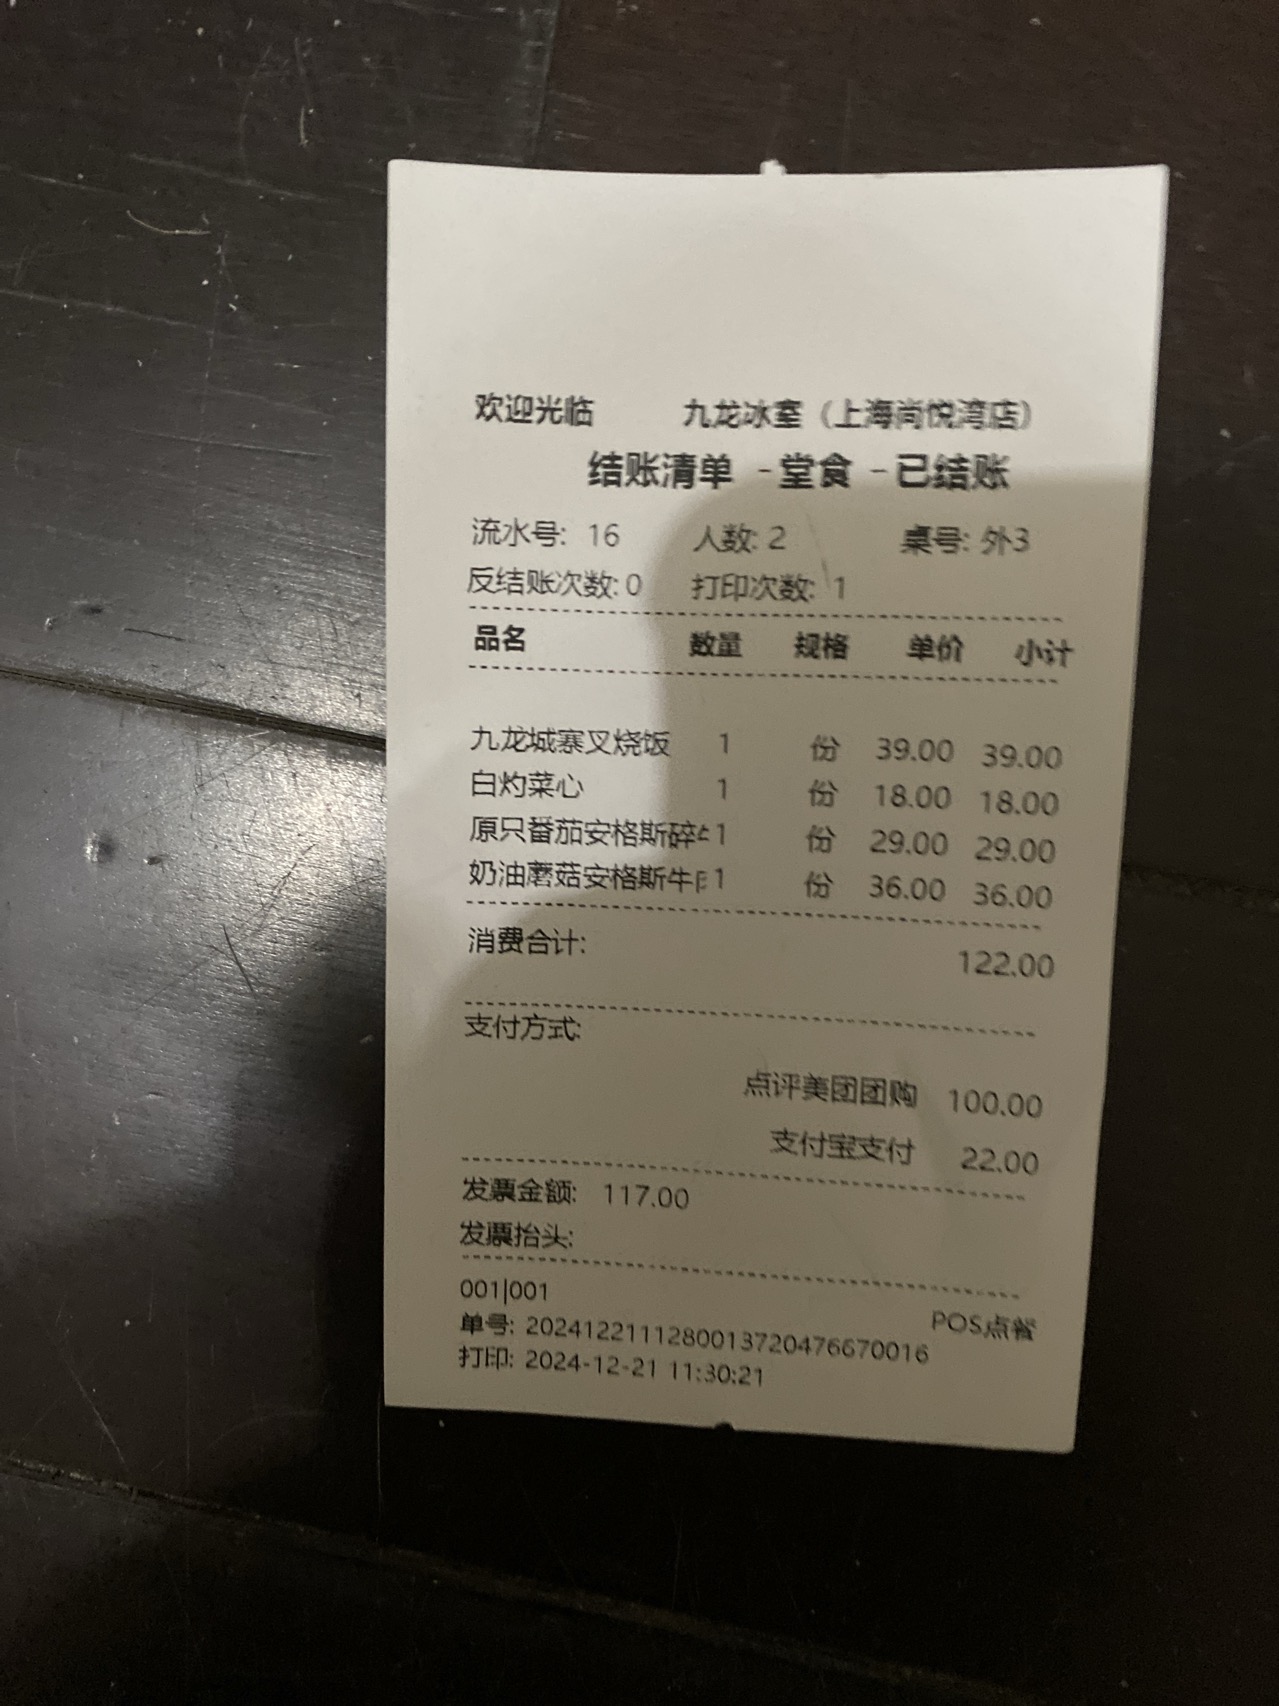 欢迎光临 九龙冰室（上海尚悦湾店）
结账清单 -堂食 -已结账
流水号: 16 人数: 2 桌号: 外3
反结账次数: 0 打印次数: 1
品名 数量 规格 单价 小计
九龙城寨叉烧饭 1 份 39.00 39.00
白灼菜心 1 份 18.00 18.00
原只番茄安格斯碎 1 份 29.00 29.00
奶油蘑菇安格斯牛 1 份 36.00 36.00
消费合计: 122.00
支付方式:
点评美团团购 100.00
支付宝支付 22.00
发票金额: 117.00
发票抬头:
001|001 POS点餐
单号: 2024122111280013720476670016
打印: 2024-12-21 11:30:21